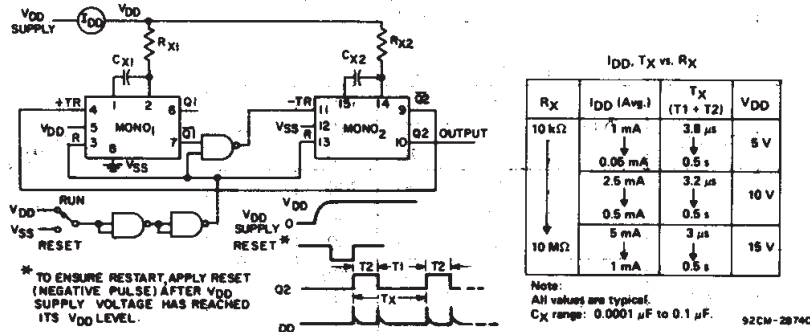 VDD SUPPLY
IDD
VDD
RX1
RX2
CX1
CX2
+TR
4
1
2
6
Q1
VDD
5
MONO1
R
3
7
Q1
8
VSS
-TR
11
15
14
9
Q2
VSS
12
MONO2
R
13
10
Q2
OUTPUT
RUN
VDD
VSS
RESET
VDD
VDD SUPPLY
0
RESET *
T2
T1
T2
Q2
TX
DD
* TO ENSURE RESTART, APPLY RESET
(NEGATIVE PULSE) AFTER VDD
SUPPLY VOLTAGE HAS REACHED
ITS VDD LEVEL.
IDD, TX vs. RX
RX IDD (Avg.) TX (T1 + T2) VDD
10 kΩ 1 mA 3.8 µs
5 V
0.05 mA 0.5 s
2.5 mA 3.2 µs
10 V
0.5 mA 0.5 s
5 mA 3 µs
15 V
10 MΩ 1 mA 0.5 s
Note:
All values are typical.
CX range: 0.0001 µF to 0.1 µF.
92CM-28740